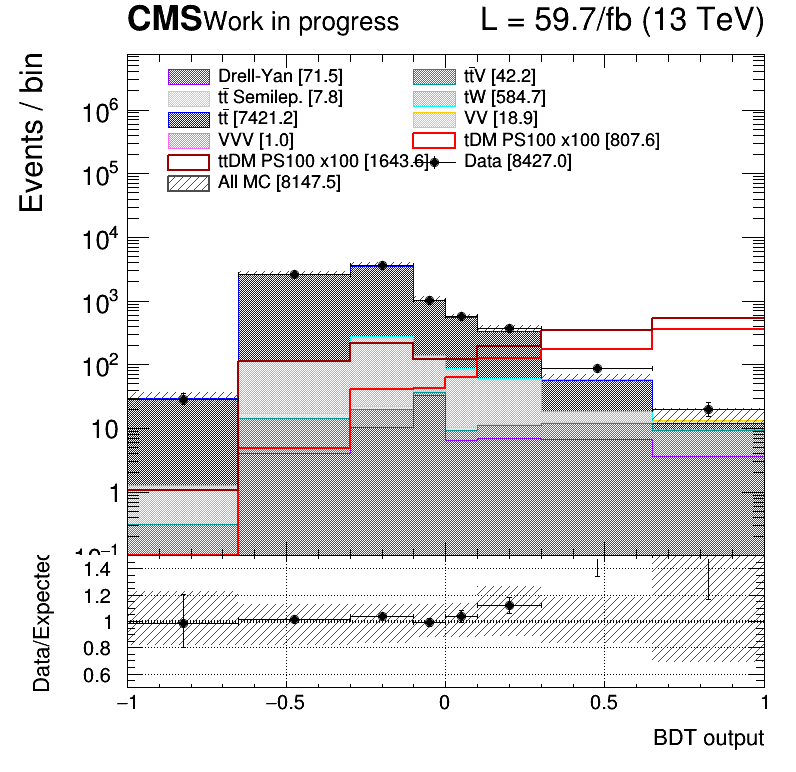 CMS Work in progress L = 59.7/fb (13 TeV)
Events / bin
Drell-Yan [71.5] tt̄V [42.2]
tt̄ Semilep. [7.8] tW [584.7]
tt̄ [7421.2] VV [18.9]
VVV [1.0] tDM PS100 x100 [807.6]
ttDM PS100 x100 [1643.6] Data [8427.0]
All MC [8147.5]
10⁶
10⁵
10⁴
10³
10²
10
1
10⁻¹
Data/Expected
1.4
1.2
1
0.8
0.6
−1 −0.5 0 0.5 1
BDT output